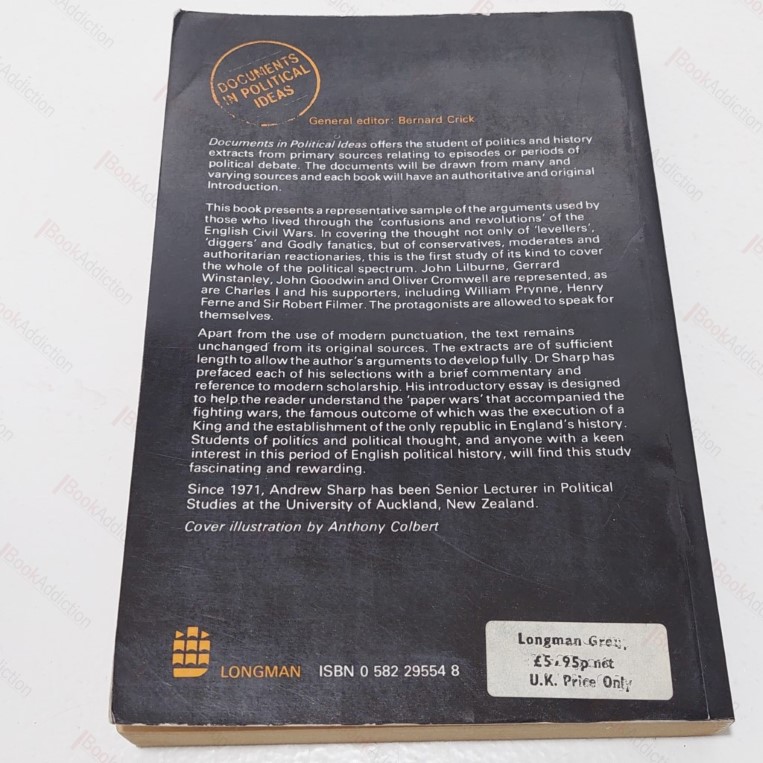 DOCUMENTS
IN POLITICAL
IDEAS
General editor: Bernard Crick
Documents in Political Ideas offers the student of politics and history
extracts from primary sources relating to episodes or periods of
political debate. The documents will be drawn from many and
varying sources and each book will have an authoritative and original
Introduction.
This book presents a representative sample of the arguments used by
those who lived through the 'confusions and revolutions' of the
English Civil Wars. In covering the thought not only of 'levellers',
'diggers' and Godly fanatics, but of conservatives, moderates and
authoritarian reactionaries, this is the first study of its kind to cover
the whole of the political spectrum. John Lilburne, Gerrard
Winstanley, John Goodwin and Oliver Cromwell are represented, as
are Charles I and his supporters, including William Prynne, Henry
Ferne and Sir Robert Filmer. The protagonists are allowed to speak for
themselves.
Apart from the use of modern punctuation, the text remains
unchanged from its original sources. The extracts are of sufficient
length to allow the author's arguments to develop fully. Dr Sharp has
prefaced each of his selections with a brief commentary and
reference to modern scholarship. His introductory essay is designed
to help the reader understand the 'paper wars' that accompanied the
fighting wars, the famous outcome of which was the execution of a
King and the establishment of the only republic in England's history.
Students of politics and political thought, and anyone with a keen
interest in this period of English political history, will find this study
fascinating and rewarding.
Since 1971, Andrew Sharp has been Senior Lecturer in Political
Studies at the University of Auckland, New Zealand.
Cover illustration by Anthony Colbert
LONGMAN ISBN 0 582 29554 8
Longman
£5.95p net
U.K. Price Only
BookAddiction